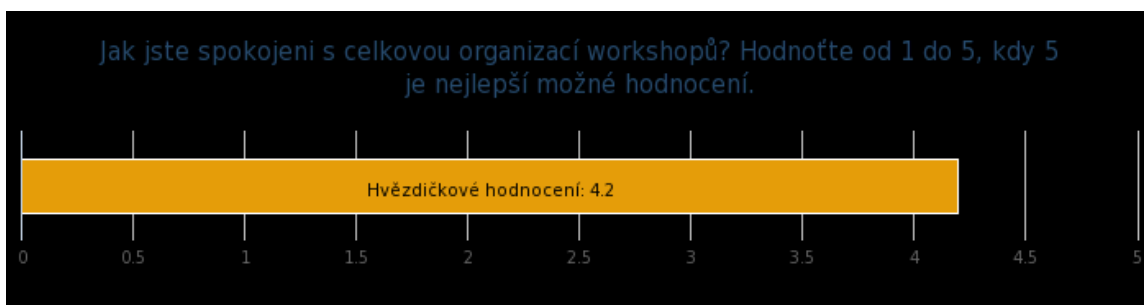 Jak jste spokojeni s celkovou organizací workshopů? Hodnoťte od 1 do 5, kdy 5
je nejlepší možné hodnocení.
Hvězdičkové hodnocení: 4.2
0 0.5 1 1.5 2 2.5 3 3.5 4 4.5 5